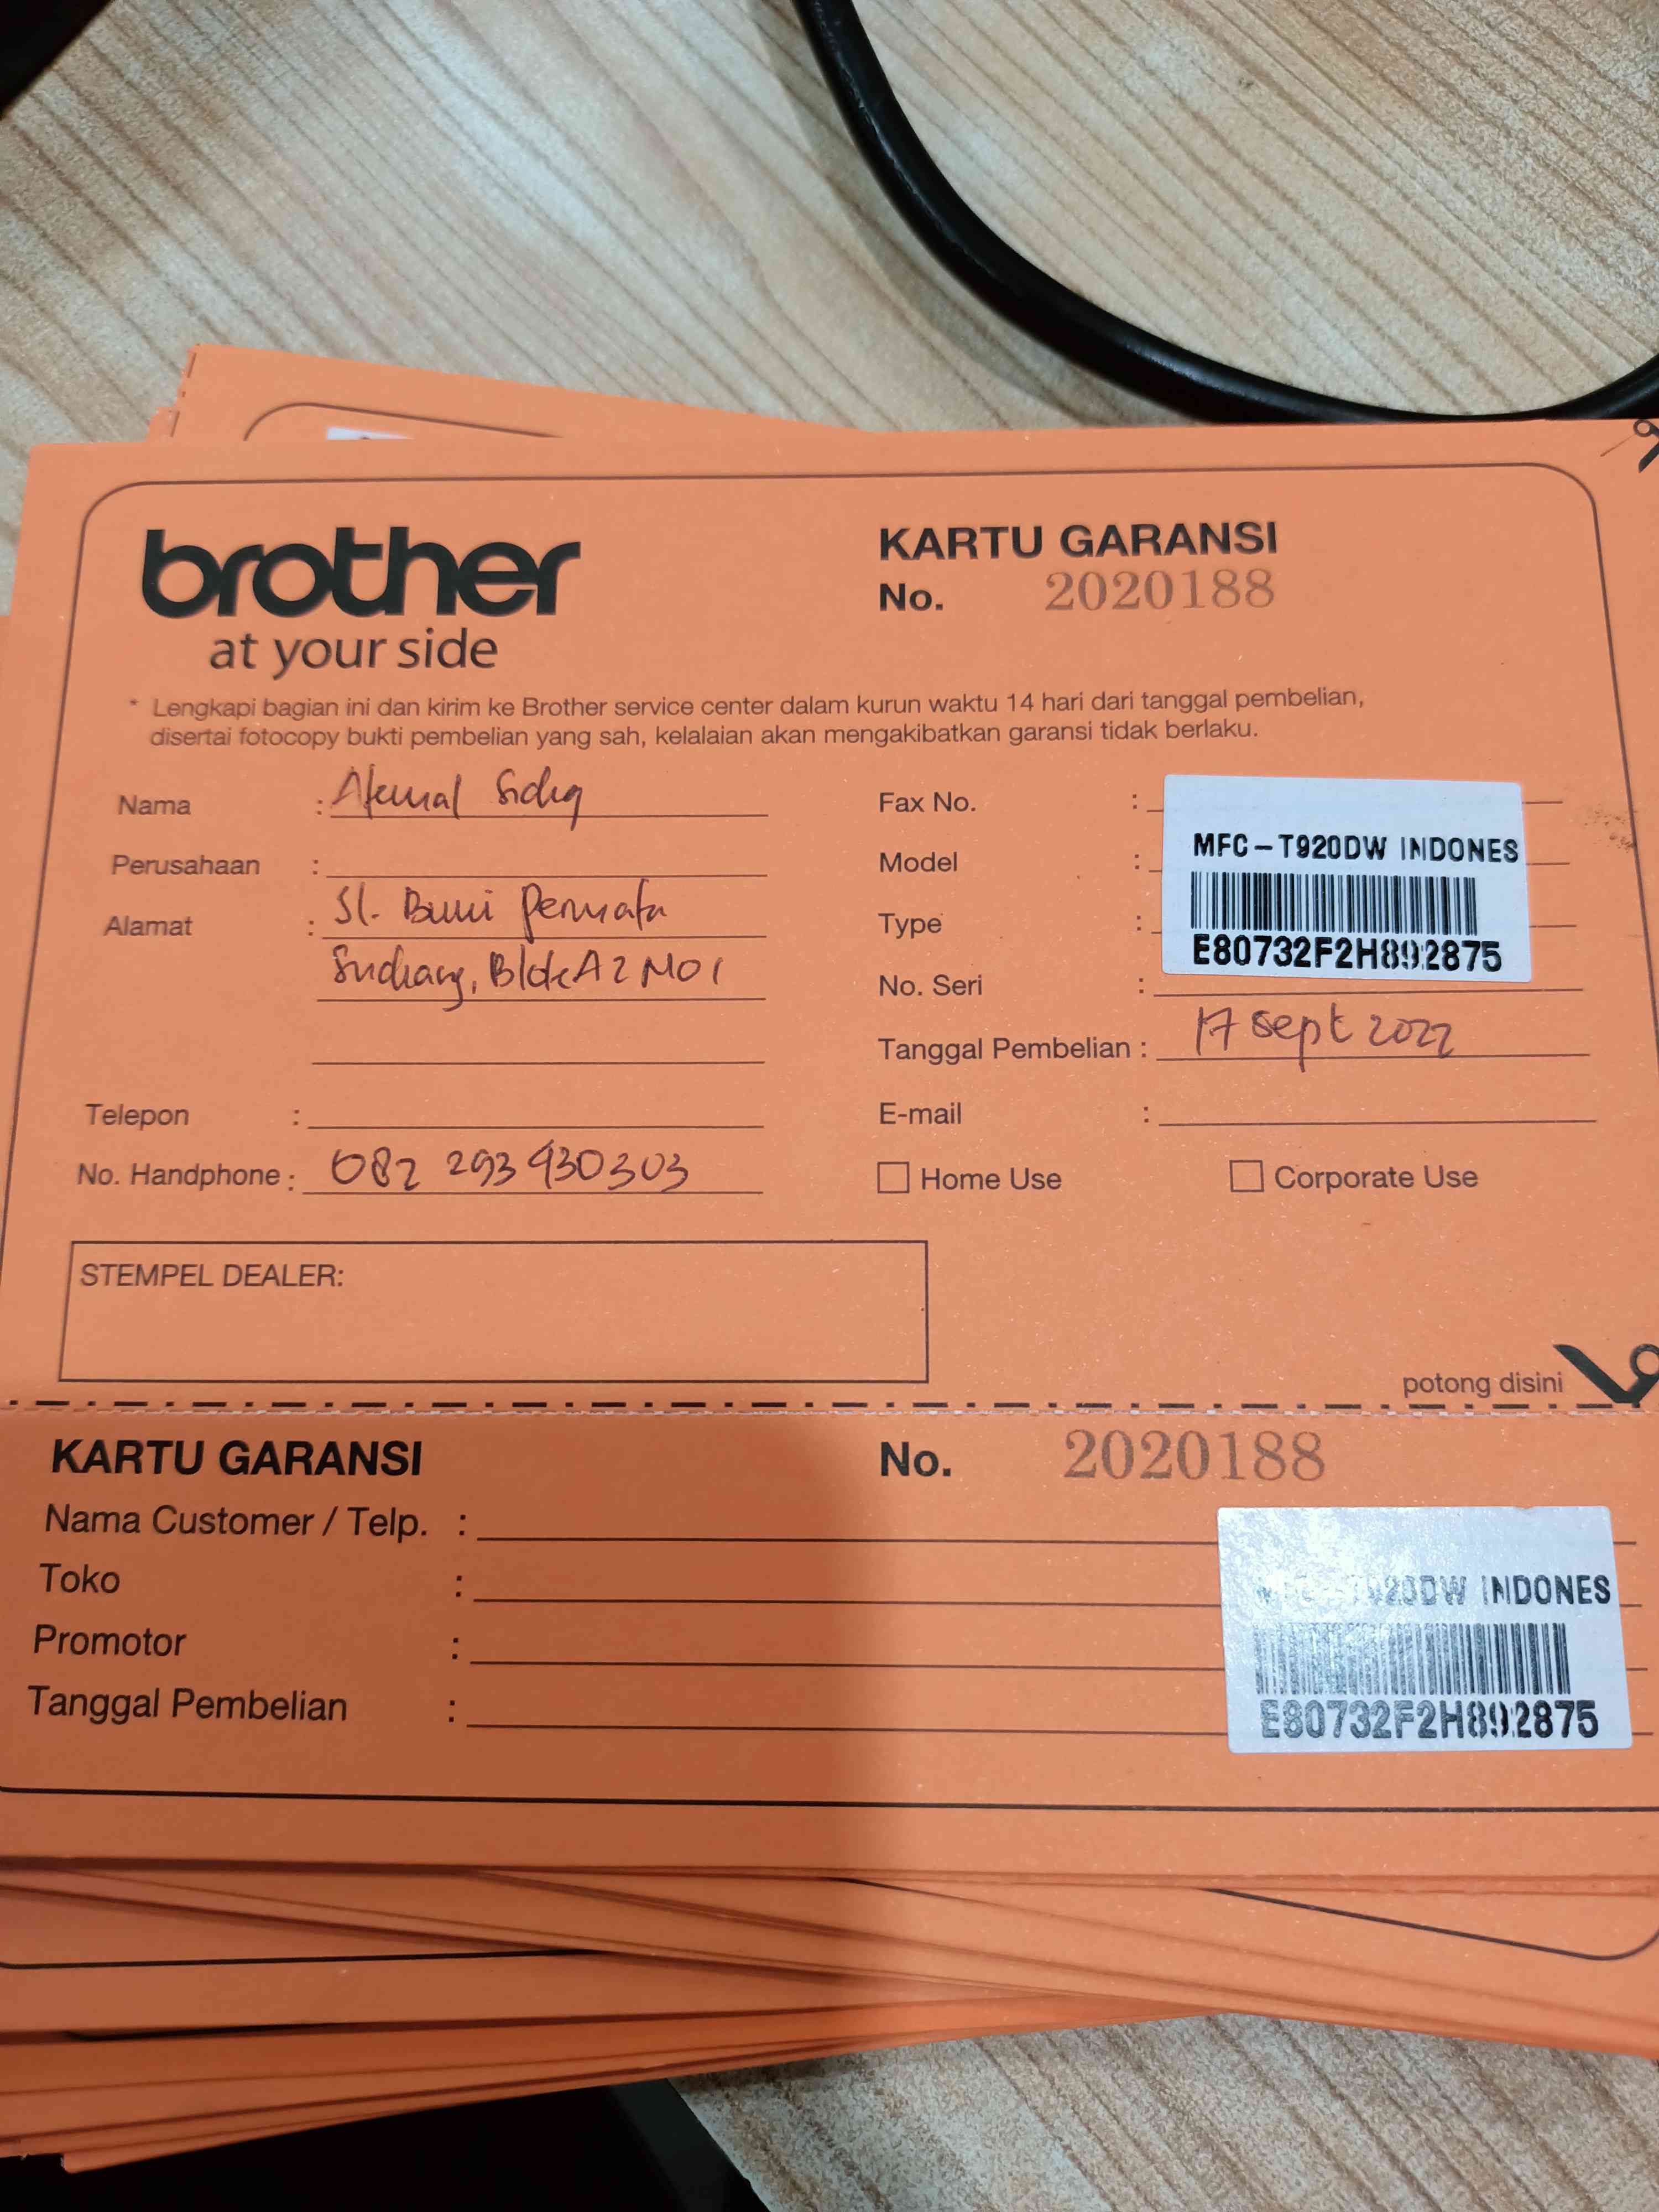 brother
at your side
KARTU GARANSI
No. 2020188
* Lengkapi bagian ini dan kirim ke Brother service center dalam kurun waktu 14 hari dari tanggal pembelian,
disertai fotocopy bukti pembelian yang sah, kelalaian akan mengakibatkan garansi tidak berlaku.
Nama : Akmal Sidiq
Perusahaan :
Alamat : Jl. Bumi Permata
Sudiang, Blok A2 No 1
Telepon :
No. Handphone : 082 293 930303
Fax No. :
Model :
Type :
No. Seri :
MFC-T920DW INDONES
E80732F2H892875
Tanggal Pembelian : 17 Sept 2022
E-mail :
Home Use
Corporate Use
STEMPEL DEALER:
potong disini
KARTU GARANSI
No. 2020188
Nama Customer / Telp. :
Toko :
Promotor :
Tanggal Pembelian :
MFC-T920DW INDONES
E80732F2H892875